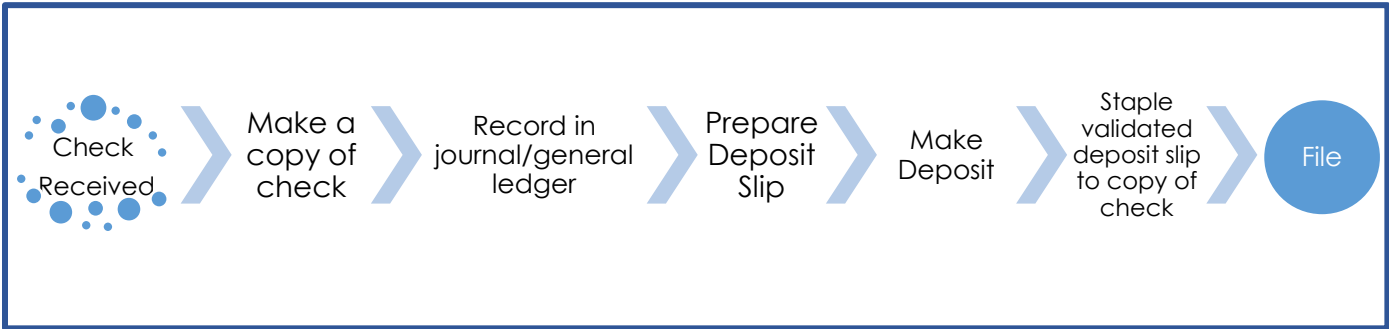 Check
Received
Make a
copy of
check
Record in
journal/general
ledger
Prepare
Deposit
Slip
Make
Deposit
Staple
validated
deposit slip
to copy of
check
File